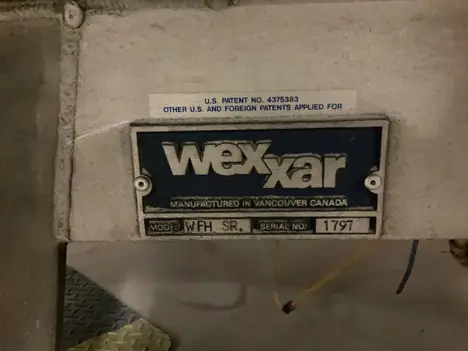 U.S. PATENT NO. 4375383
OTHER U.S. AND FOREIGN PATENTS APPLIED FOR
wexxar
MANUFACTURED IN VANCOUVER CANADA
MODEL WFH SR. SERIAL NO. 1797